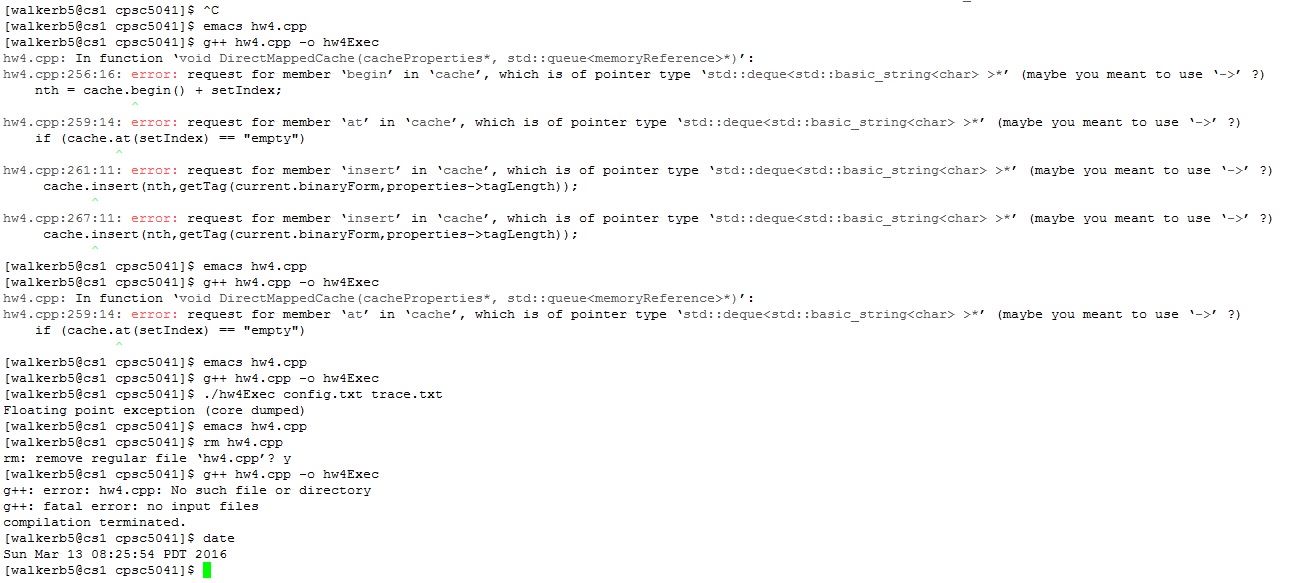 [walkerb5@cs1 cpsc5041]$ ^C
[walkerb5@cs1 cpsc5041]$ emacs hw4.cpp
[walkerb5@cs1 cpsc5041]$ g++ hw4.cpp -o hw4Exec
hw4.cpp: In function ‘void DirectMappedCache(cacheProperties*, std::queue<memoryReference>*)’:
hw4.cpp:256:16: error: request for member ‘begin’ in ‘cache’, which is of pointer type ‘std::deque<std::basic_string<char> >*’ (maybe you meant to use ‘->’ ?)
    nth = cache.begin() + setIndex;
                ^
hw4.cpp:259:14: error: request for member ‘at’ in ‘cache’, which is of pointer type ‘std::deque<std::basic_string<char> >*’ (maybe you meant to use ‘->’ ?)
    if (cache.at(setIndex) == "empty")
              ^
hw4.cpp:261:11: error: request for member ‘insert’ in ‘cache’, which is of pointer type ‘std::deque<std::basic_string<char> >*’ (maybe you meant to use ‘->’ ?)
     cache.insert(nth,getTag(current.binaryForm,properties->tagLength));
           ^
hw4.cpp:267:11: error: request for member ‘insert’ in ‘cache’, which is of pointer type ‘std::deque<std::basic_string<char> >*’ (maybe you meant to use ‘->’ ?)
     cache.insert(nth,getTag(current.binaryForm,properties->tagLength));
           ^
[walkerb5@cs1 cpsc5041]$ emacs hw4.cpp
[walkerb5@cs1 cpsc5041]$ g++ hw4.cpp -o hw4Exec
hw4.cpp: In function ‘void DirectMappedCache(cacheProperties*, std::queue<memoryReference>*)’:
hw4.cpp:259:14: error: request for member ‘at’ in ‘cache’, which is of pointer type ‘std::deque<std::basic_string<char> >*’ (maybe you meant to use ‘->’ ?)
    if (cache.at(setIndex) == "empty")
              ^
[walkerb5@cs1 cpsc5041]$ emacs hw4.cpp
[walkerb5@cs1 cpsc5041]$ g++ hw4.cpp -o hw4Exec
[walkerb5@cs1 cpsc5041]$ ./hw4Exec config.txt trace.txt
Floating point exception (core dumped)
[walkerb5@cs1 cpsc5041]$ emacs hw4.cpp
[walkerb5@cs1 cpsc5041]$ rm hw4.cpp
rm: remove regular file ‘hw4.cpp’? y
[walkerb5@cs1 cpsc5041]$ g++ hw4.cpp -o hw4Exec
g++: error: hw4.cpp: No such file or directory
g++: fatal error: no input files
compilation terminated.
[walkerb5@cs1 cpsc5041]$ date
Sun Mar 13 08:25:54 PDT 2016
[walkerb5@cs1 cpsc5041]$